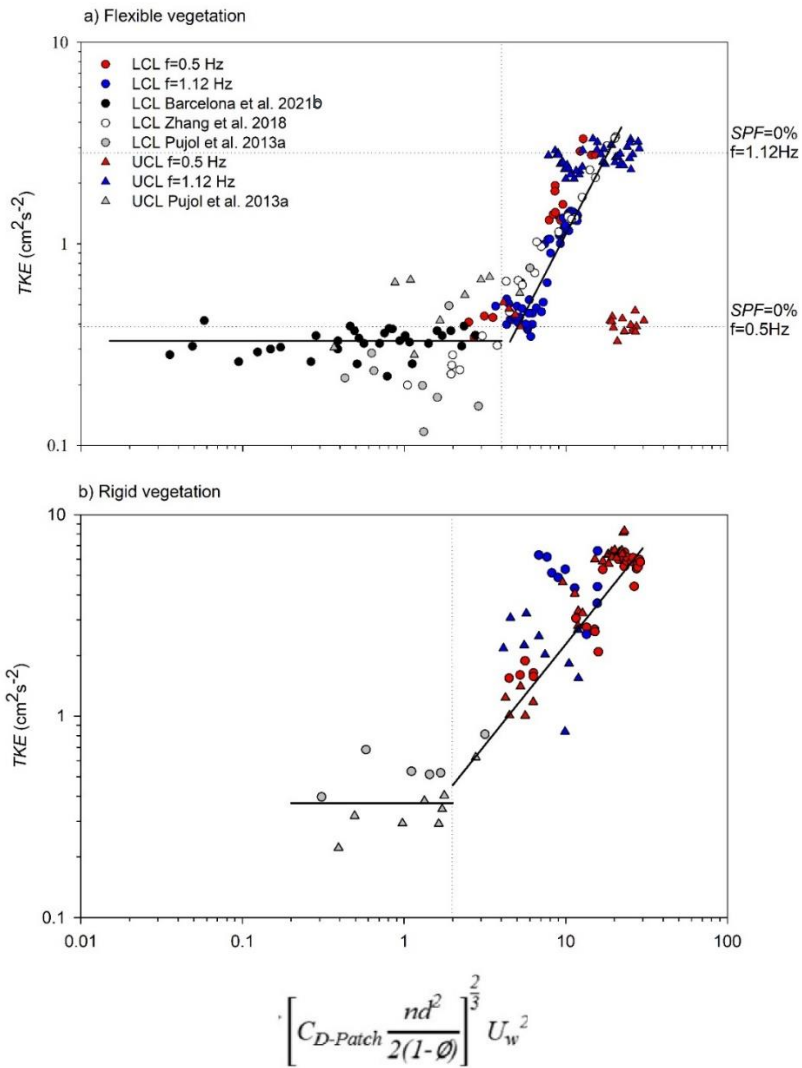 a) Flexible vegetation
10
LCL f=0.5 Hz
LCL f=1.12 Hz
LCL Barcelona et al. 2021b
LCL Zhang et al. 2018
LCL Pujol et al. 2013a
UCL f=0.5 Hz
UCL f=1.12 Hz
UCL Pujol et al. 2013a
SPF=0%
f=1.12Hz
TKE (cm²s⁻²)
1
SPF=0%
f=0.5Hz
0.1
b) Rigid vegetation
10
TKE (cm²s⁻²)
1
0.1
0.01 0.1 1 10 100
[C_{D-Patch} nd²/2(1-Ø)]^{2/3} U_w²